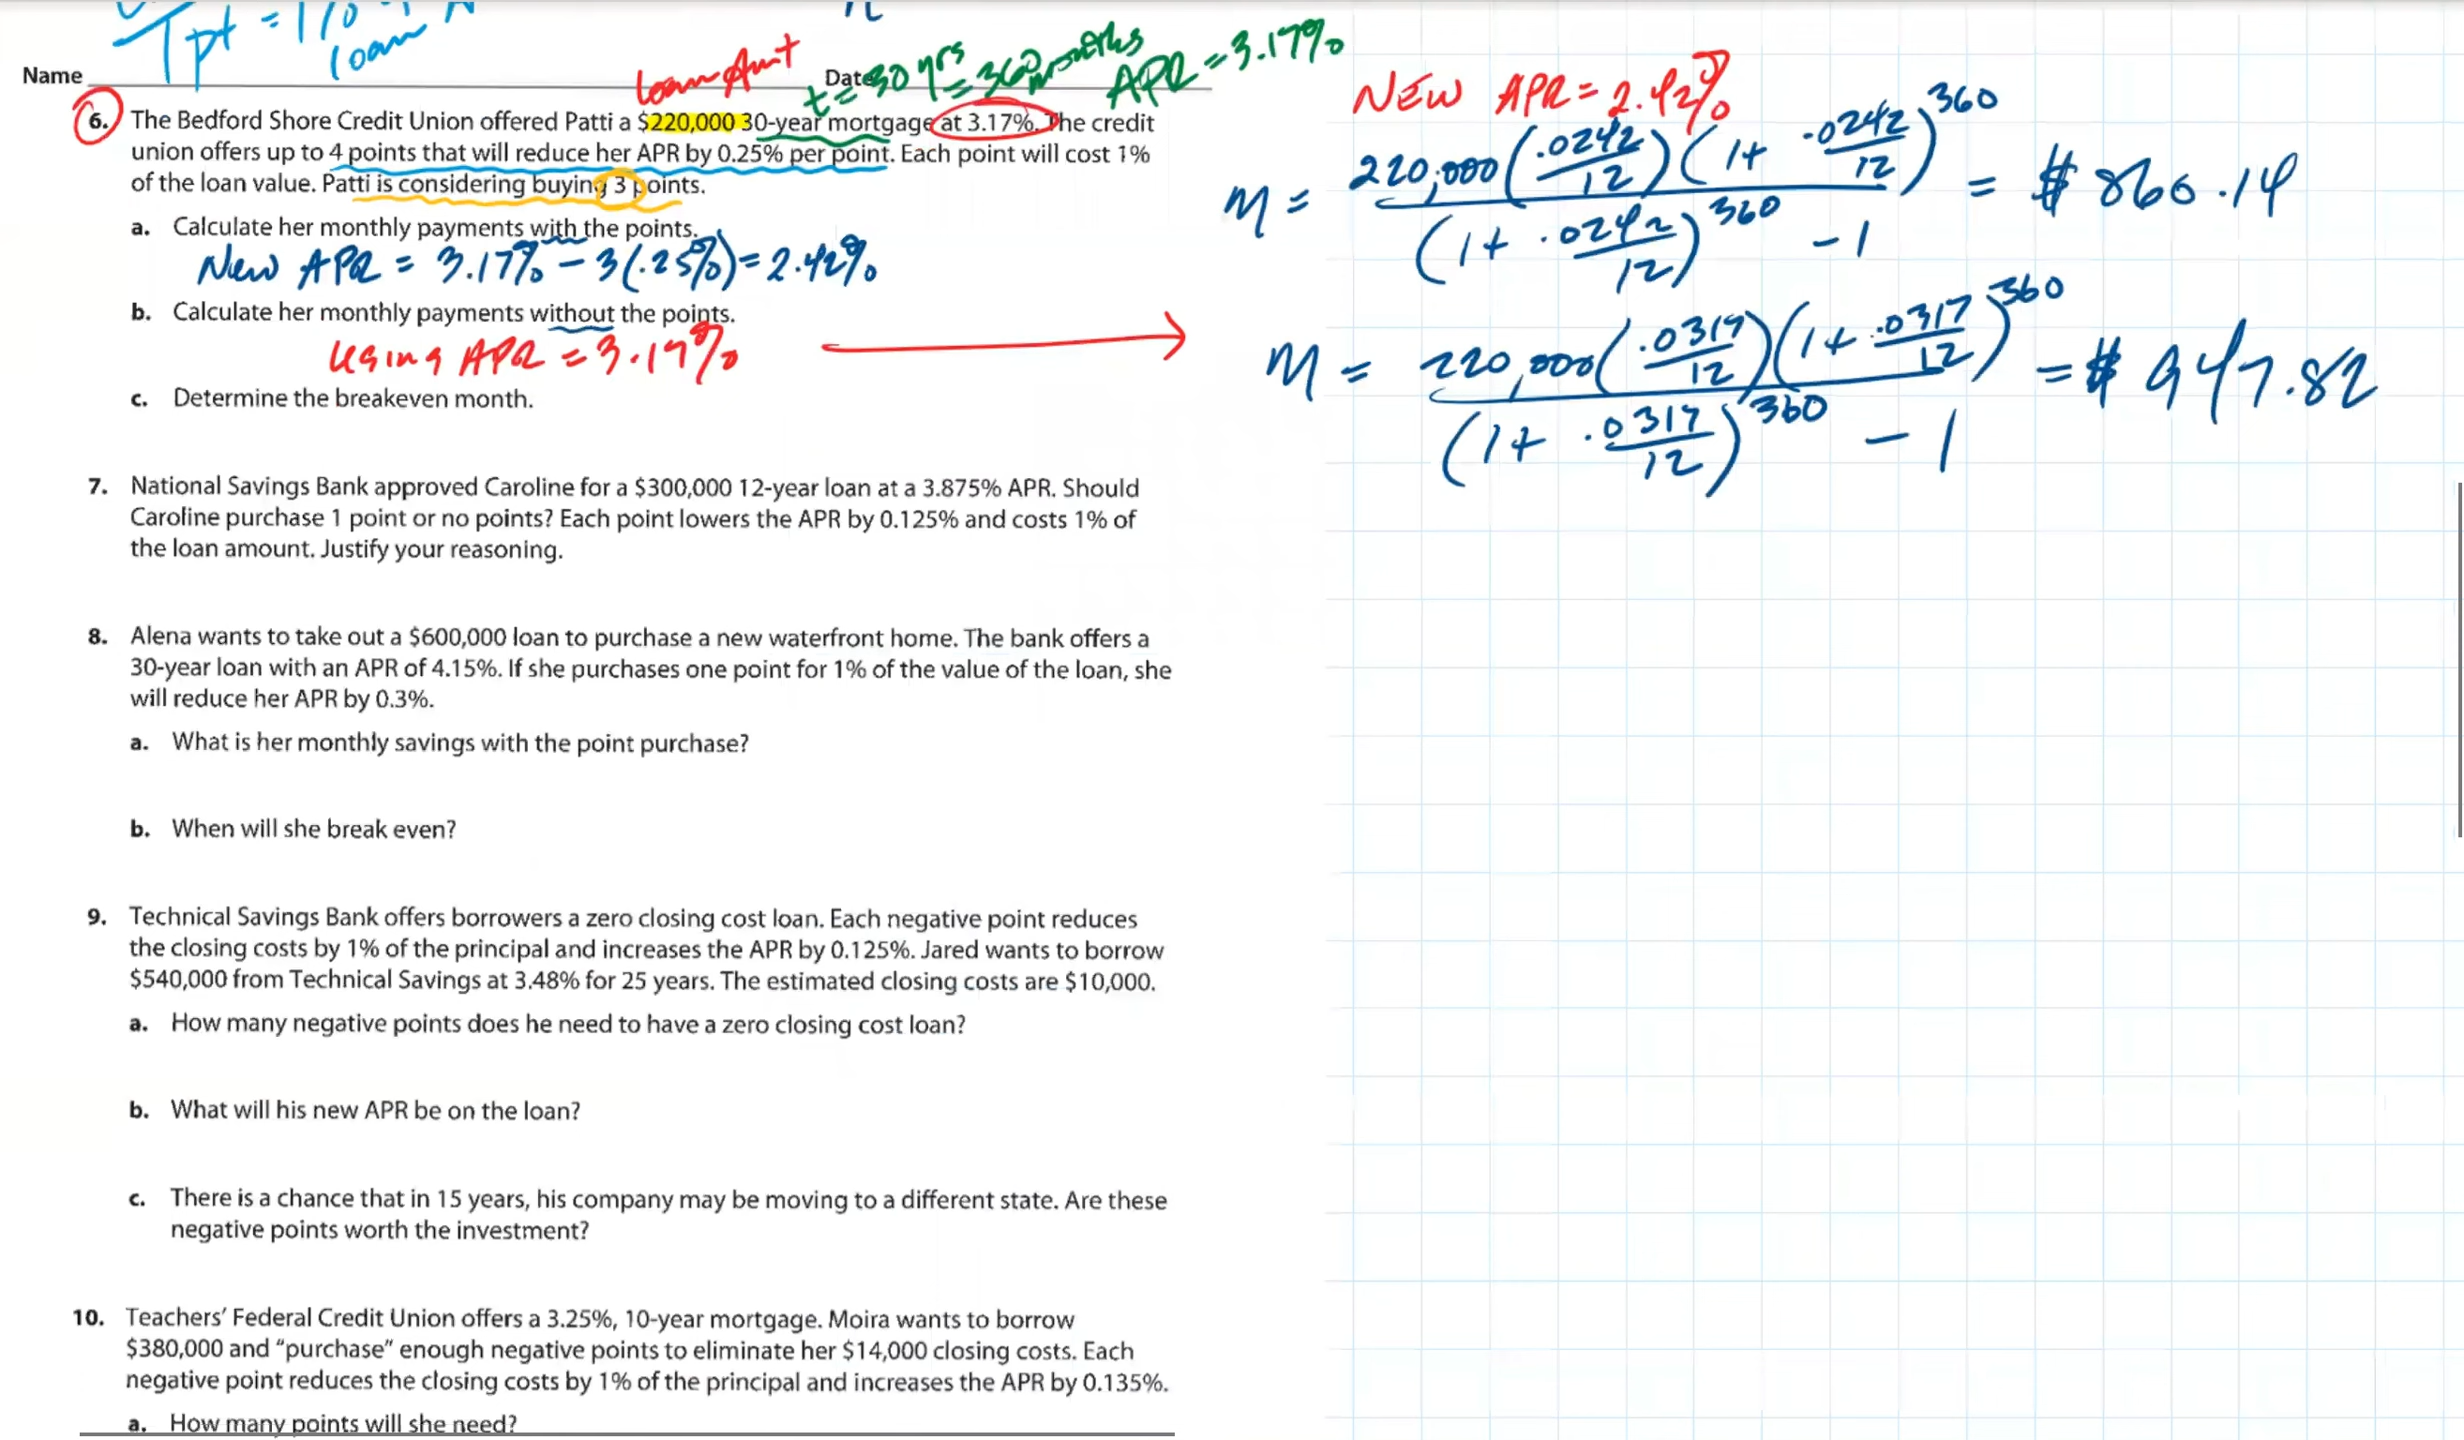 1 pt = 1% of
loan
Name
Date
Loan Amt
t = 30 yrs = 360 months
APR = 3.17%
6. The Bedford Shore Credit Union offered Patti a $220,000 30-year mortgage at 3.17%. The credit
union offers up to 4 points that will reduce her APR by 0.25% per point. Each point will cost 1%
of the loan value. Patti is considering buying 3 points.
a. Calculate her monthly payments with the points.
New APR = 3.17% - 3(.25%) = 2.42%
b. Calculate her monthly payments without the points.
Using APR = 3.17%
c. Determine the breakeven month.
7. National Savings Bank approved Caroline for a $300,000 12-year loan at a 3.875% APR. Should
Caroline purchase 1 point or no points? Each point lowers the APR by 0.125% and costs 1% of
the loan amount. Justify your reasoning.
8. Alena wants to take out a $600,000 loan to purchase a new waterfront home. The bank offers a
30-year loan with an APR of 4.15%. If she purchases one point for 1% of the value of the loan, she
will reduce her APR by 0.3%.
a. What is her monthly savings with the point purchase?
b. When will she break even?
9. Technical Savings Bank offers borrowers a zero closing cost loan. Each negative point reduces
the closing costs by 1% of the principal and increases the APR by 0.125%. Jared wants to borrow
$540,000 from Technical Savings at 3.48% for 25 years. The estimated closing costs are $10,000.
a. How many negative points does he need to have a zero closing cost loan?
b. What will his new APR be on the loan?
c. There is a chance that in 15 years, his company may be moving to a different state. Are these
negative points worth the investment?
10. Teachers' Federal Credit Union offers a 3.25%, 10-year mortgage. Moira wants to borrow
$380,000 and "purchase" enough negative points to eliminate her $14,000 closing costs. Each
negative point reduces the closing costs by 1% of the principal and increases the APR by 0.135%.
a. How many points will she need?
NEW APR = 2.42%
M = 220,000(.0242/12)(1 + .0242/12)^360 / (1 + .0242/12)^360 - 1 = $860.14
M = 220,000(.0317/12)(1 + .0317/12)^360 / (1 + .0317/12)^360 - 1 = $947.82